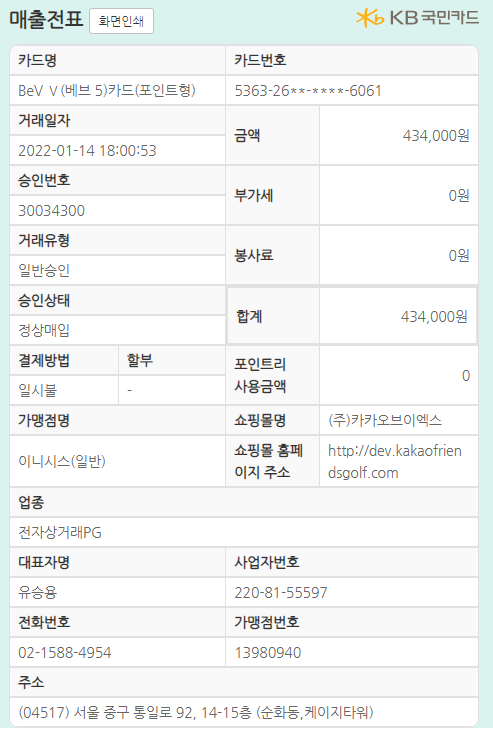 매출전표 화면인쇄 KB국민카드
카드명 카드번호
BeV Ⅴ(베브 5)카드(포인트형) 5363-26**-****-6061
거래일자
2022-01-14 18:00:53
금액 434,000원
승인번호
30034300
부가세 0원
거래유형
일반승인
봉사료 0원
승인상태
정상매입
합계 434,000원
결제방법 할부
일시불 -
포인트리
사용금액
0
가맹점명
이니시스(일반)
쇼핑몰명 (주)카카오브이엑스
쇼핑몰 홈페
이지 주소
http://dev.kakaofrien
dsgolf.com
업종
전자상거래PG
대표자명 사업자번호
유승용 220-81-55597
전화번호 가맹점번호
02-1588-4954 13980940
주소
(04517) 서울 중구 통일로 92, 14-15층 (순화동,케이지타워)